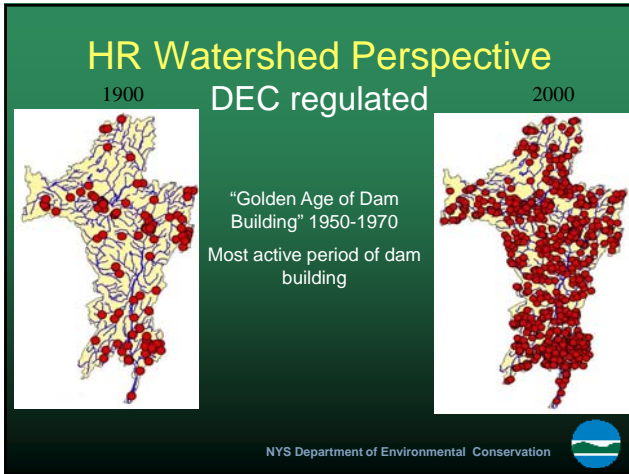 HR Watershed Perspective
1900
DEC regulated
2000
“Golden Age of Dam
Building” 1950-1970
Most active period of dam
building
NYS Department of Environmental Conservation